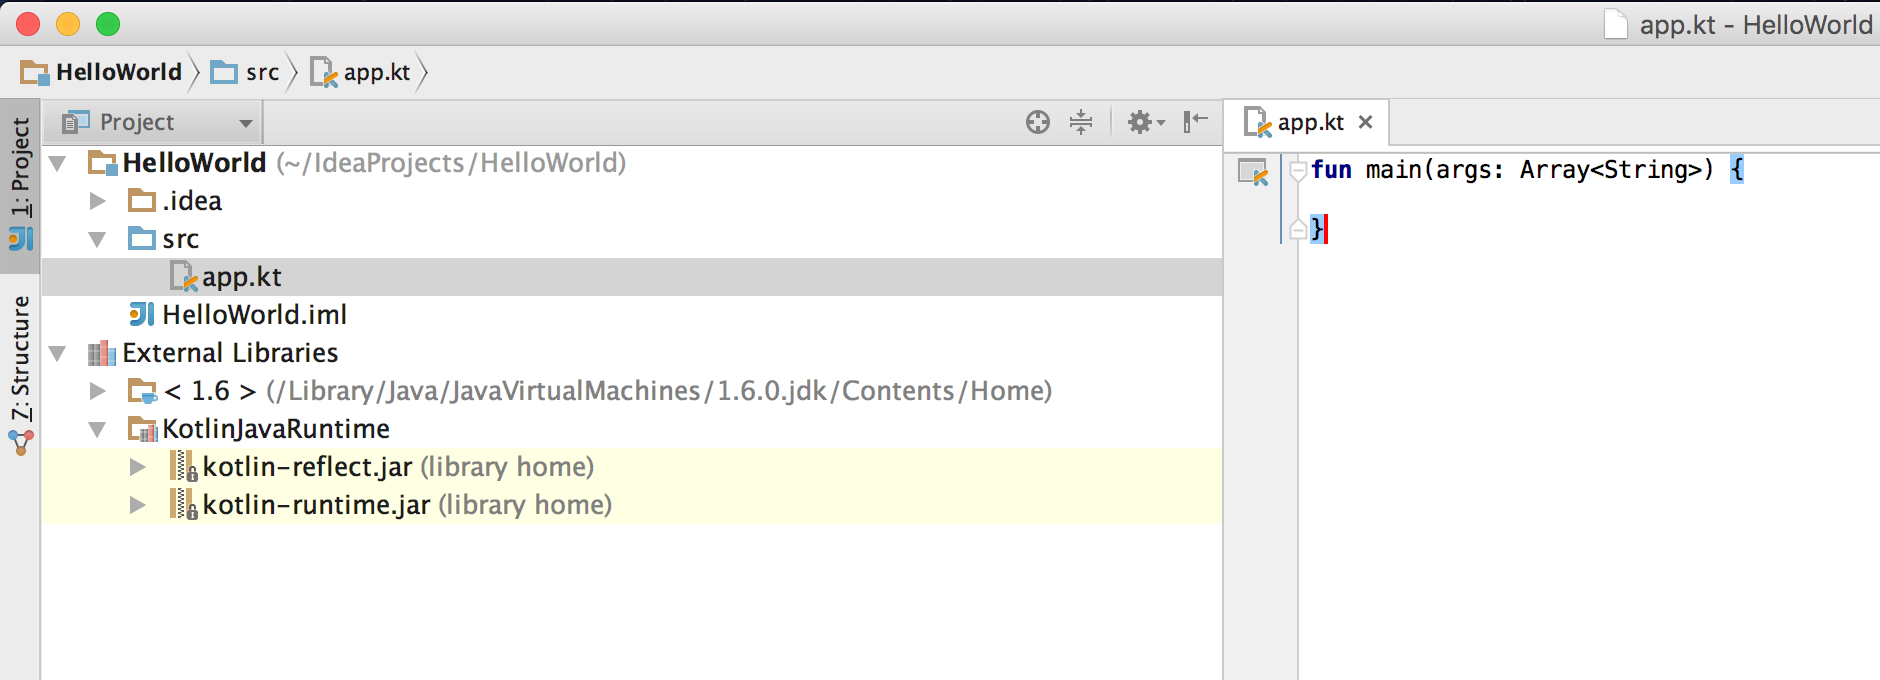 app.kt - HelloWorld
HelloWorld src app.kt
1: Project
Z: Structure
Project
HelloWorld (~/IdeaProjects/HelloWorld)
.idea
src
app.kt
HelloWorld.iml
External Libraries
< 1.6 > (/Library/Java/JavaVirtualMachines/1.6.0.jdk/Contents/Home)
KotlinJavaRuntime
kotlin-reflect.jar (library home)
kotlin-runtime.jar (library home)
app.kt
fun main(args: Array<String>) {
}